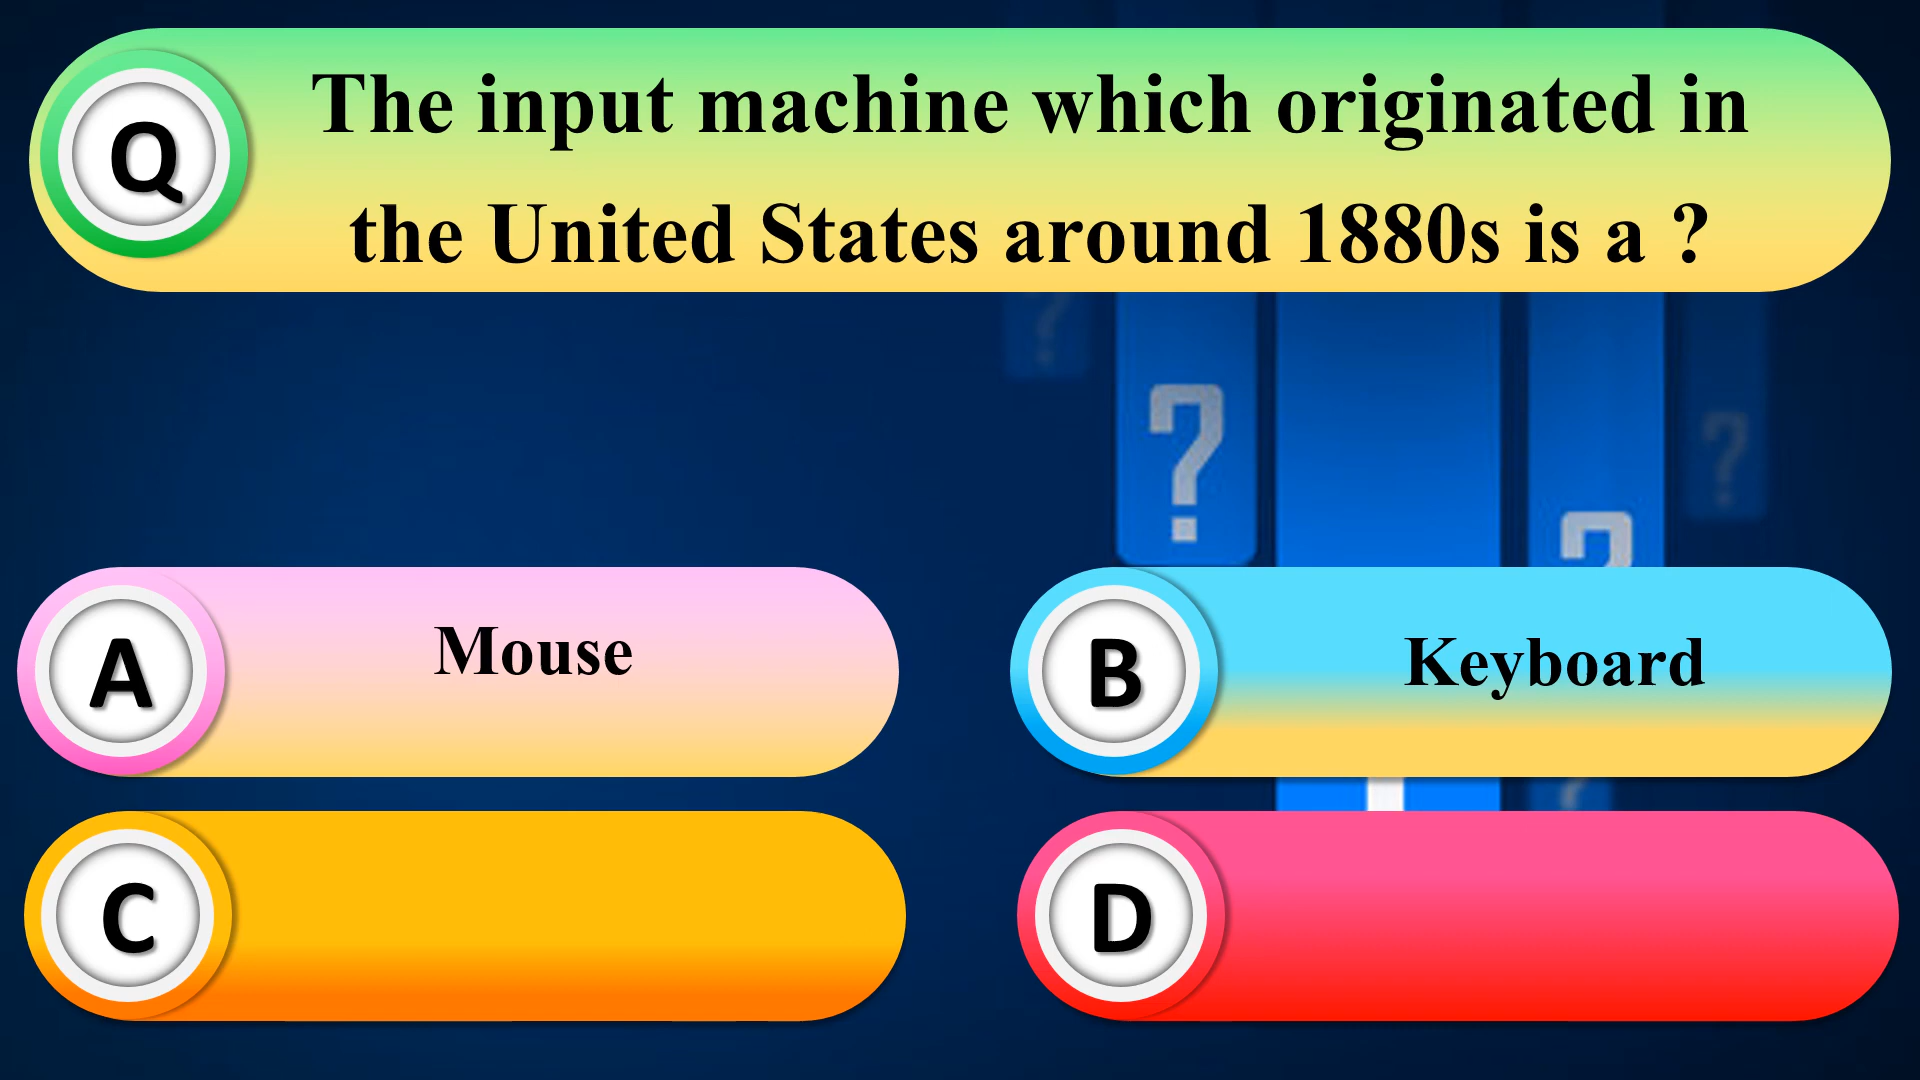 Q
The input machine which originated in
the United States around 1880s is a ?
?
?
?
?
A
Mouse
B
Keyboard
C
D